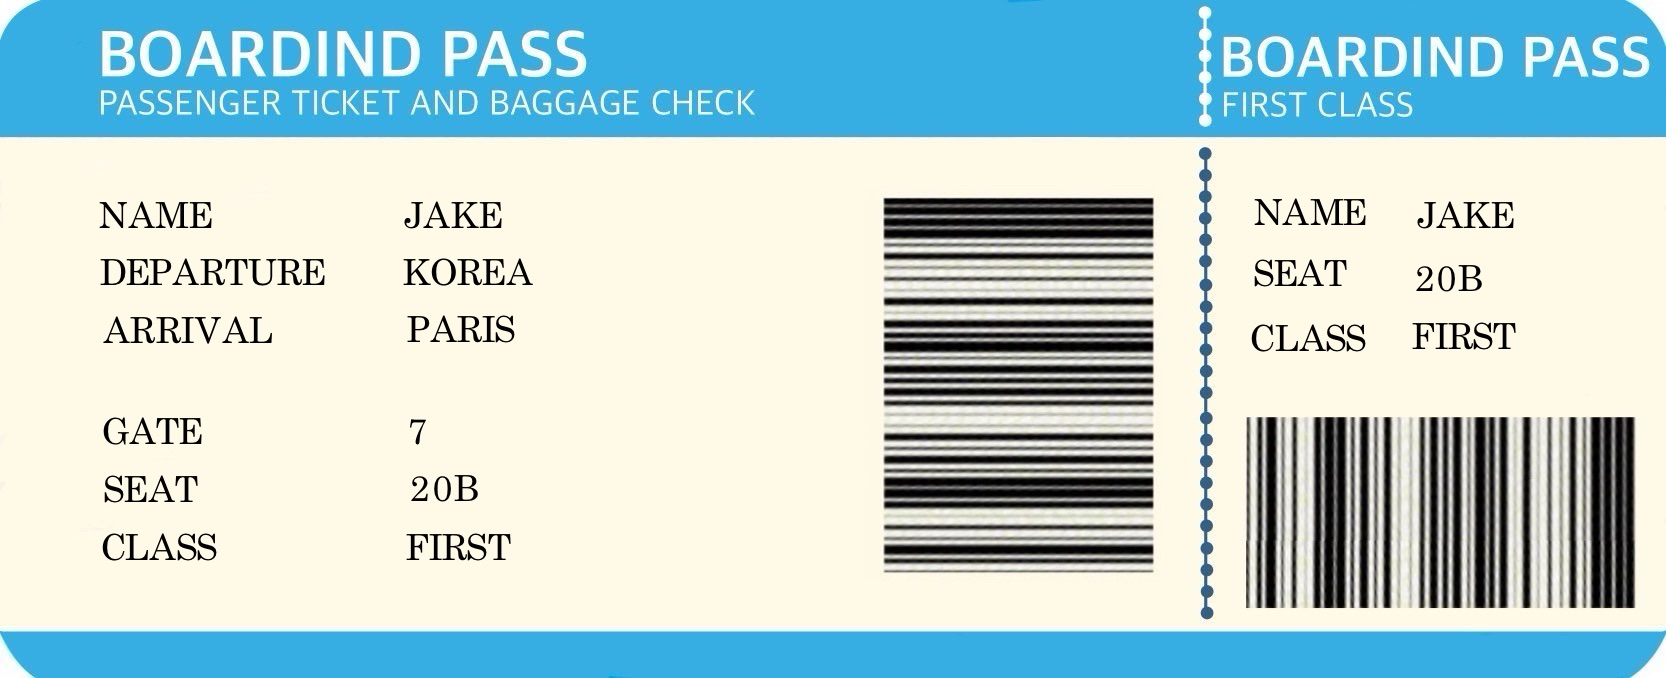 BOARDIND PASS
PASSENGER TICKET AND BAGGAGE CHECK
NAME JAKE
DEPARTURE KOREA
ARRIVAL PARIS
GATE 7
SEAT 20B
CLASS FIRST
BOARDIND PASS
FIRST CLASS
NAME JAKE
SEAT 20B
CLASS FIRST